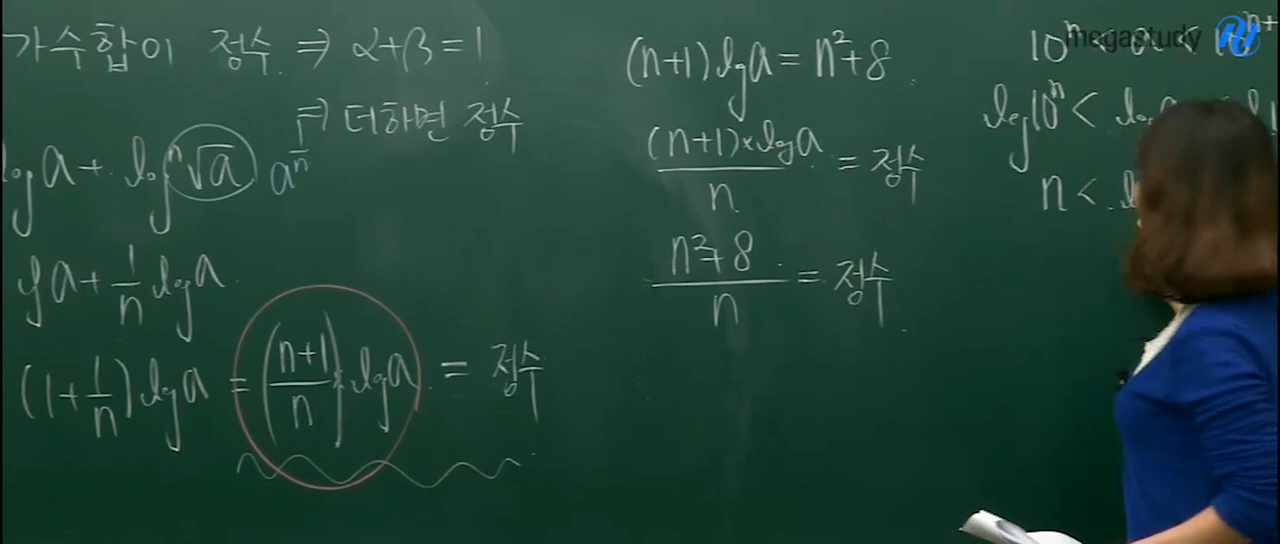 가수합이 정수 ⇒ α+β=1
⇒ 더하면 정수
log a + log ⁿ√a a^(1/n)
log a + 1/n log a
(1+1/n) log a = ((n+1)/n)×log a = 정수
(n+1) log a = n²+8
(n+1)×log a / n = 정수
n²+8 / n = 정수
10ⁿ <
log 10ⁿ < log
n <
megastudy